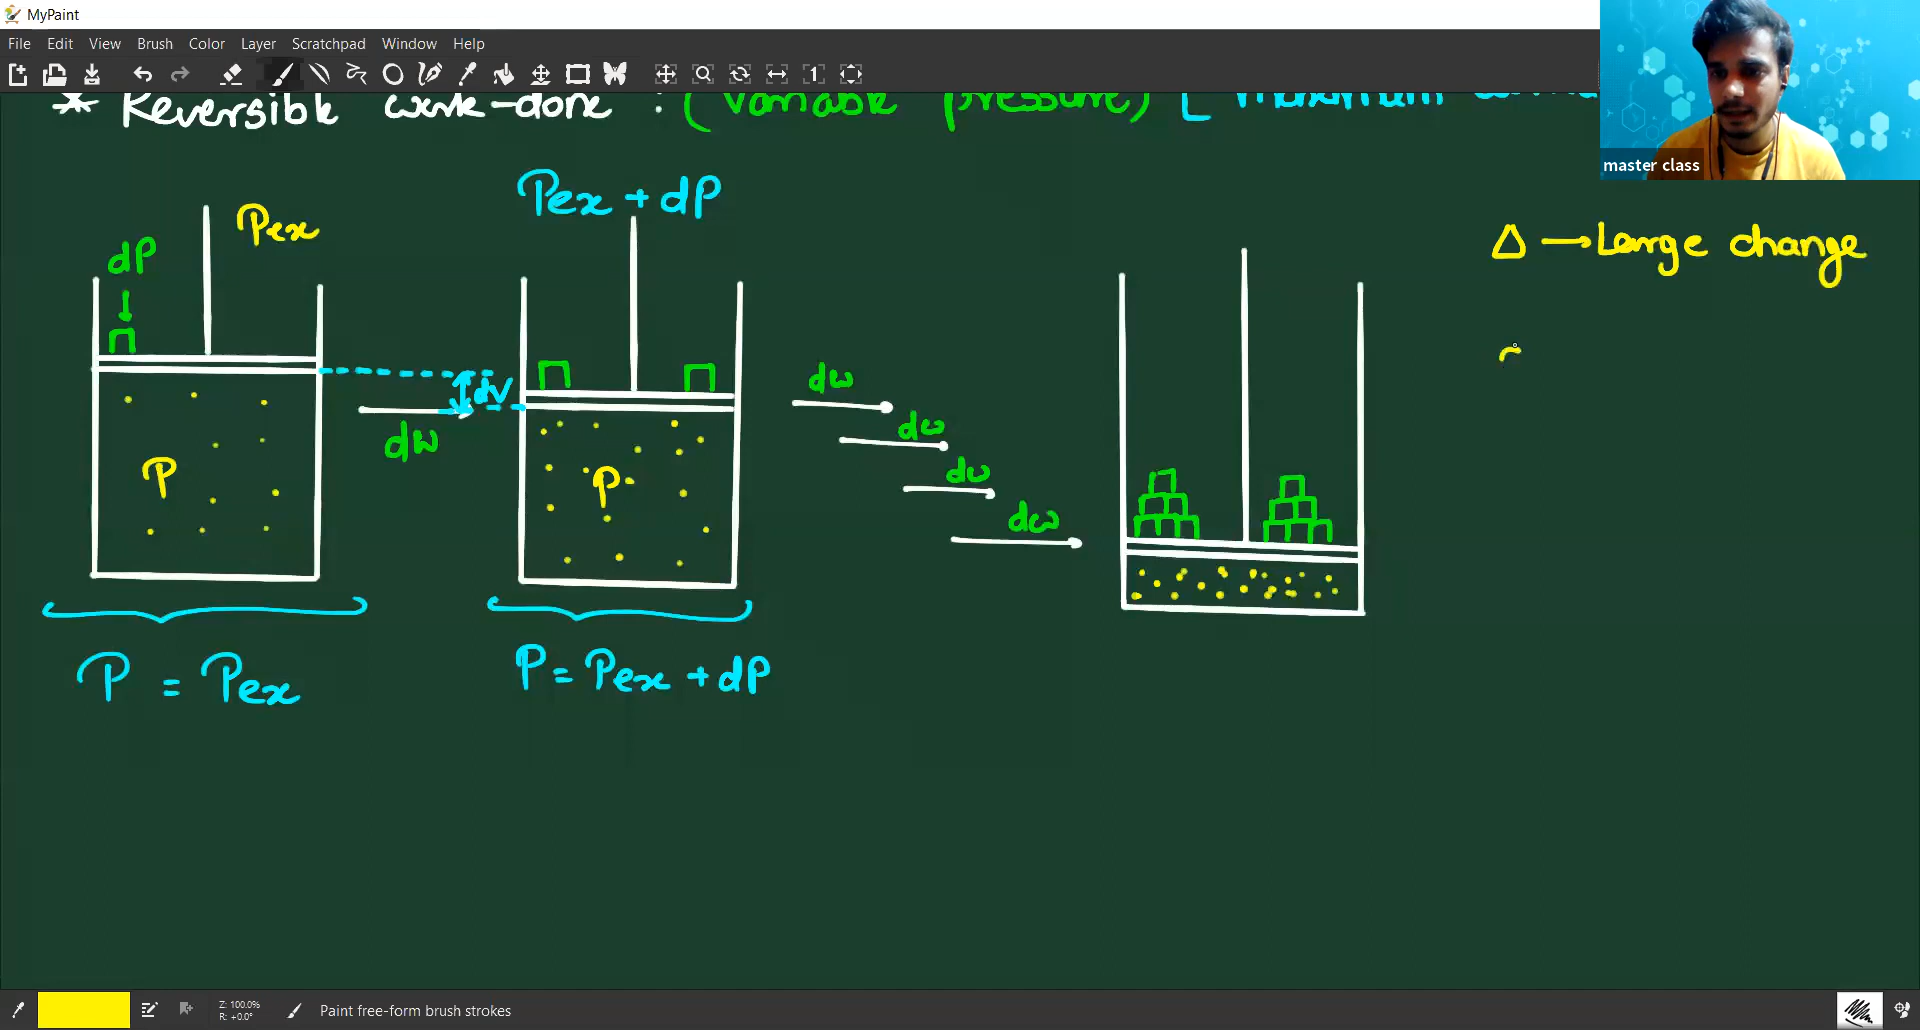 MyPaint
File Edit View Brush Color Layer Scratchpad Window Help
master class
* Reversible work-done : (Variable pressure) [
Pex + dP
Pex
dP
Δ → Large change
dV
dw
dw
dw
dw
dw
P
P
P = Pex
P = Pex + dP
Z: 100.0%
R: +0.0°
Paint free-form brush strokes